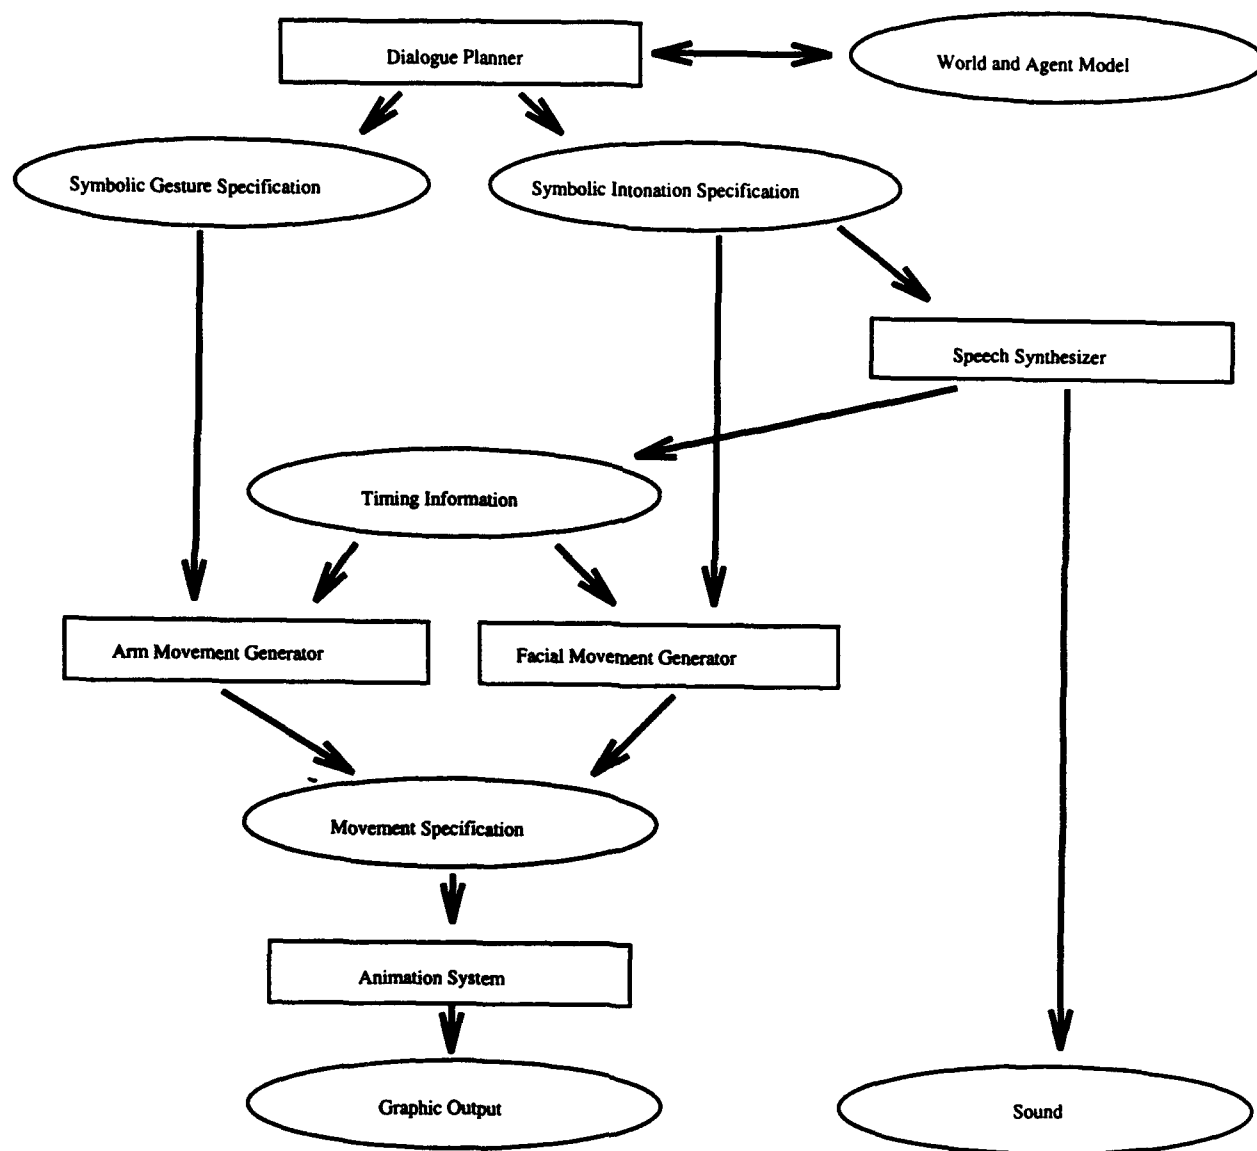 Dialogue Planner
World and Agent Model
Symbolic Gesture Specification
Symbolic Intonation Specification
Speech Synthesizer
Timing Information
Arm Movement Generator
Facial Movement Generator
Movement Specification
Animation System
Graphic Output
Sound